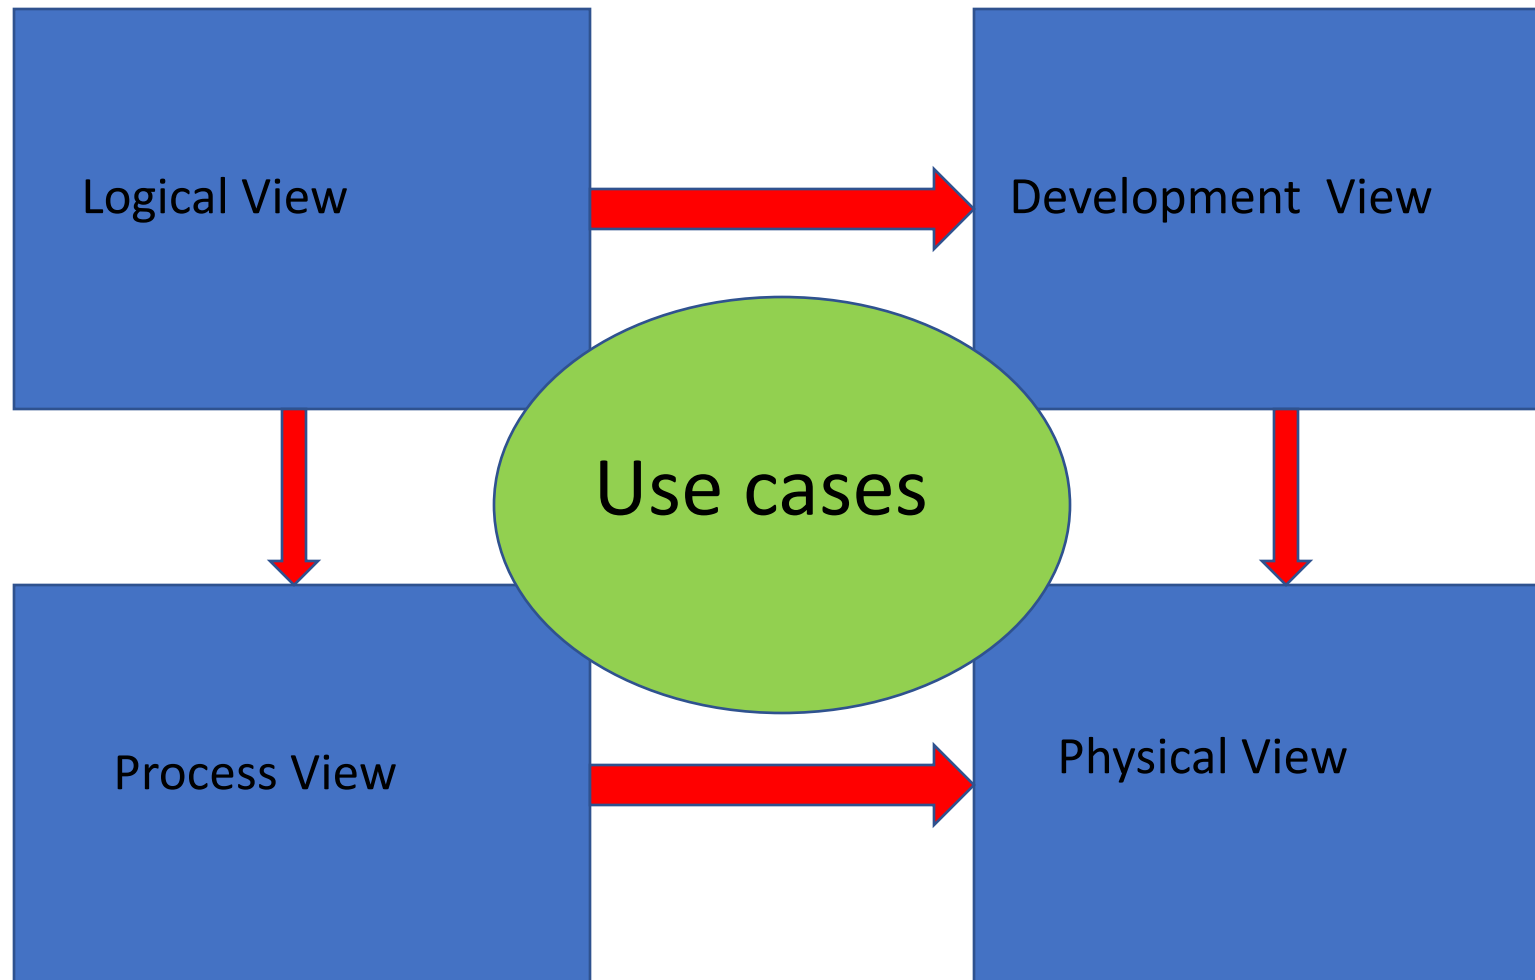 Logical View
Development  View
Use cases
Process View
Physical View